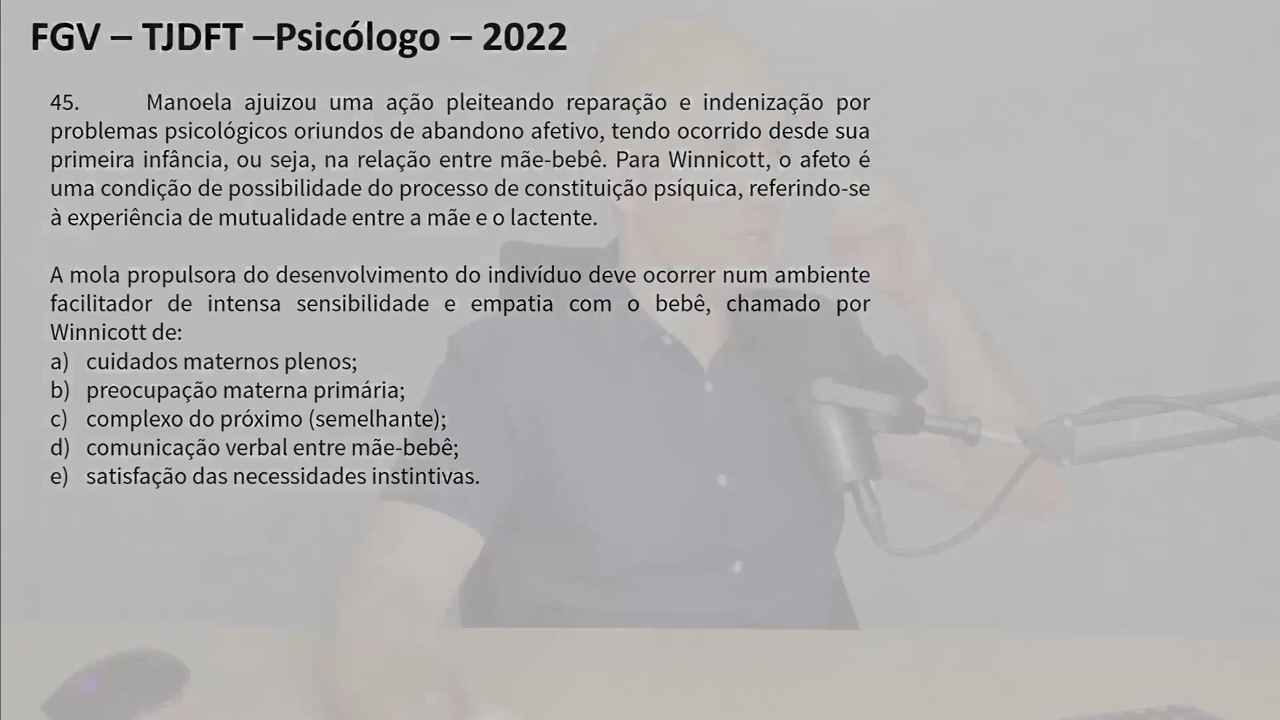 FGV – TJDFT –Psicólogo – 2022
45. Manoela ajuizou uma ação pleiteando reparação e indenização por
problemas psicológicos oriundos de abandono afetivo, tendo ocorrido desde sua
primeira infância, ou seja, na relação entre mãe-bebê. Para Winnicott, o afeto é
uma condição de possibilidade do processo de constituição psíquica, referindo-se
à experiência de mutualidade entre a mãe e o lactente.
A mola propulsora do desenvolvimento do indivíduo deve ocorrer num ambiente
facilitador de intensa sensibilidade e empatia com o bebê, chamado por
Winnicott de:
a) cuidados maternos plenos;
b) preocupação materna primária;
c) complexo do próximo (semelhante);
d) comunicação verbal entre mãe-bebê;
e) satisfação das necessidades instintivas.